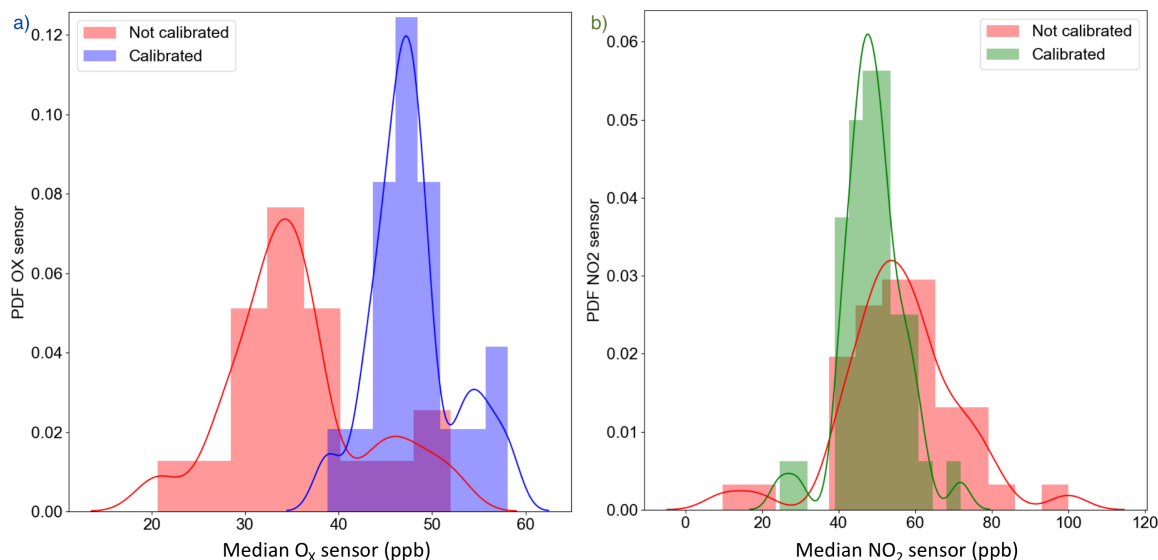 a)
Not calibrated
Calibrated
0.12
0.10
0.08
0.06
0.04
0.02
0.00
PDF OX sensor
20
30
40
50
60
Median Oₓ sensor (ppb)
b)
Not calibrated
Calibrated
0.06
0.05
0.04
0.03
0.02
0.01
0.00
PDF NO2 sensor
0
20
40
60
80
100
120
Median NO₂ sensor (ppb)